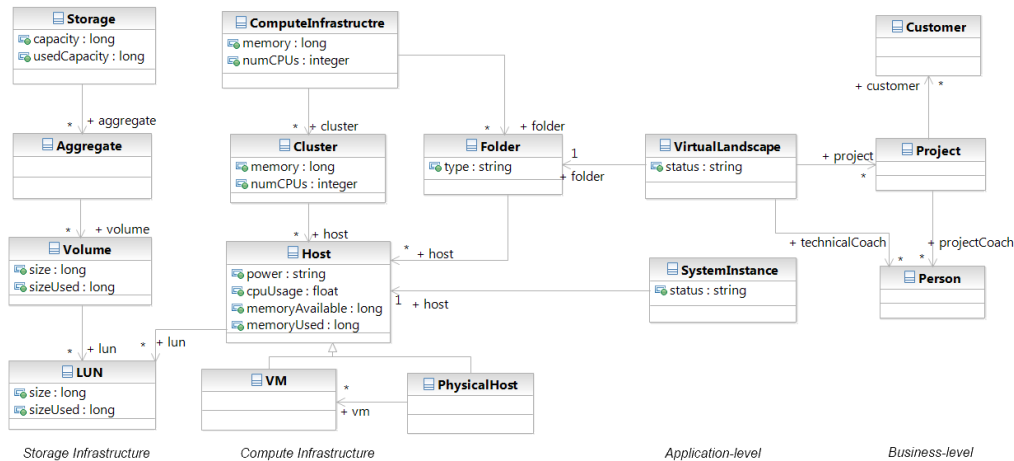 Storage
capacity : long
usedCapacity : long
* + aggregate
Aggregate
* + volume
Volume
size : long
sizeUsed : long
* + lun
LUN
size : long
sizeUsed : long
Storage Infrastructure
ComputeInfrastructre
memory : long
numCPUs : integer
* + cluster
* + folder
Cluster
memory : long
numCPUs : integer
* + host
Folder
type : string
* + host
Host
power : string
cpuUsage : float
memoryAvailable : long
memoryUsed : long
* + lun
VM
* + vm
PhysicalHost
Compute Infrastructure
1
+ folder
VirtualLandscape
status : string
+ project
*
+ technicalCoach
*
SystemInstance
status : string
1 + host
Application-level
Customer
+ customer *
Project
+ projectCoach
*
Person
Business-level